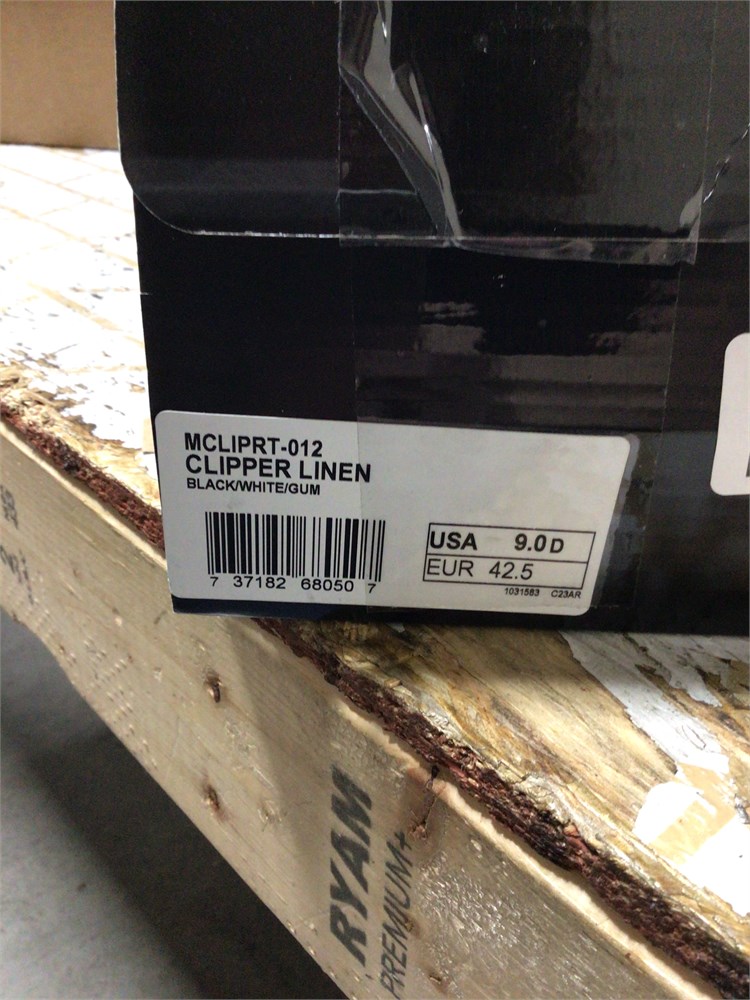 MCLIPRT-012
CLIPPER LINEN
BLACK/WHITE/GUM
7 37182 68050 7
USA 9.0 D
EUR 42.5
1031583 C23AR
RYAM
PREMIUM+